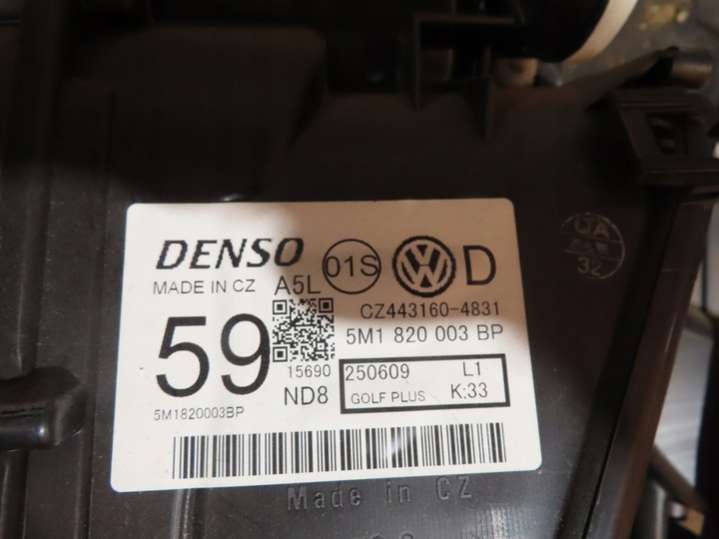 DENSO 01S D
MADE IN CZ A5L
CZ443160-4831
59 5M1 820 003 BP
15690 250609 L1
ND8 GOLF PLUS K:33
5M1820003BP
Made in CZ
32